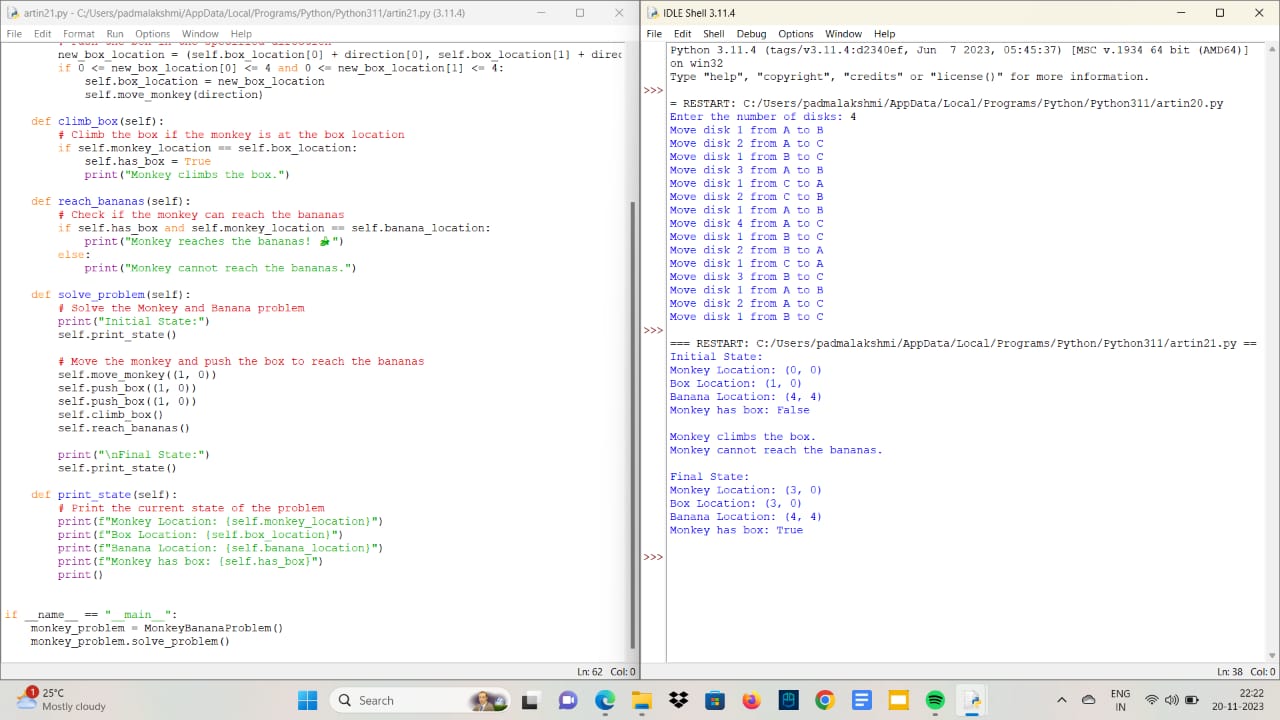 artin21.py - C:/Users/padmalakshmi/AppData/Local/Programs/Python/Python311/artin21.py (3.11.4)
File Edit Format Run Options Window Help
new_box_location = (self.box_location[0] + direction[0], self.box_location[1] + direc
if 0 <= new_box_location[0] <= 4 and 0 <= new_box_location[1] <= 4:
self.box_location = new_box_location
self.move_monkey(direction)
def climb_box(self):
# Climb the box if the monkey is at the box location
if self.monkey_location == self.box_location:
self.has_box = True
print("Monkey climbs the box.")
def reach_bananas(self):
# Check if the monkey can reach the bananas
if self.has_box and self.monkey_location == self.banana_location:
print("Monkey reaches the bananas! ")
else:
print("Monkey cannot reach the bananas.")
def solve_problem(self):
# Solve the Monkey and Banana problem
print("Initial State:")
self.print_state()
# Move the monkey and push the box to reach the bananas
self.move_monkey((1, 0))
self.push_box((1, 0))
self.push_box((1, 0))
self.climb_box()
self.reach_bananas()
print("\nFinal State:")
self.print_state()
def print_state(self):
# Print the current state of the problem
print(f"Monkey Location: {self.monkey_location}")
print(f"Box Location: {self.box_location}")
print(f"Banana Location: {self.banana_location}")
print(f"Monkey has box: {self.has_box}")
print()
if __name__ == "__main__":
monkey_problem = MonkeyBananaProblem()
monkey_problem.solve_problem()
Ln: 62 Col: 0
IDLE Shell 3.11.4
File Edit Shell Debug Options Window Help
Python 3.11.4 (tags/v3.11.4:d2340ef, Jun  7 2023, 05:45:37) [MSC v.1934 64 bit (AMD64)]
on win32
Type "help", "copyright", "credits" or "license()" for more information.
>>>
= RESTART: C:/Users/padmalakshmi/AppData/Local/Programs/Python/Python311/artin20.py
Enter the number of disks: 4
Move disk 1 from A to B
Move disk 2 from A to C
Move disk 1 from B to C
Move disk 3 from A to B
Move disk 1 from C to A
Move disk 2 from C to B
Move disk 1 from A to B
Move disk 4 from A to C
Move disk 1 from B to C
Move disk 2 from B to A
Move disk 1 from C to A
Move disk 3 from B to C
Move disk 1 from A to B
Move disk 2 from A to C
Move disk 1 from B to C
>>>
=== RESTART: C:/Users/padmalakshmi/AppData/Local/Programs/Python/Python311/artin21.py ==
Initial State:
Monkey Location: (0, 0)
Box Location: (1, 0)
Banana Location: (4, 4)
Monkey has box: False
Monkey climbs the box.
Monkey cannot reach the bananas.
Final State:
Monkey Location: (3, 0)
Box Location: (3, 0)
Banana Location: (4, 4)
Monkey has box: True
>>>
Ln: 38 Col: 0
1
25°C
Mostly cloudy
Search
ENG
IN
22:22
20-11-2023